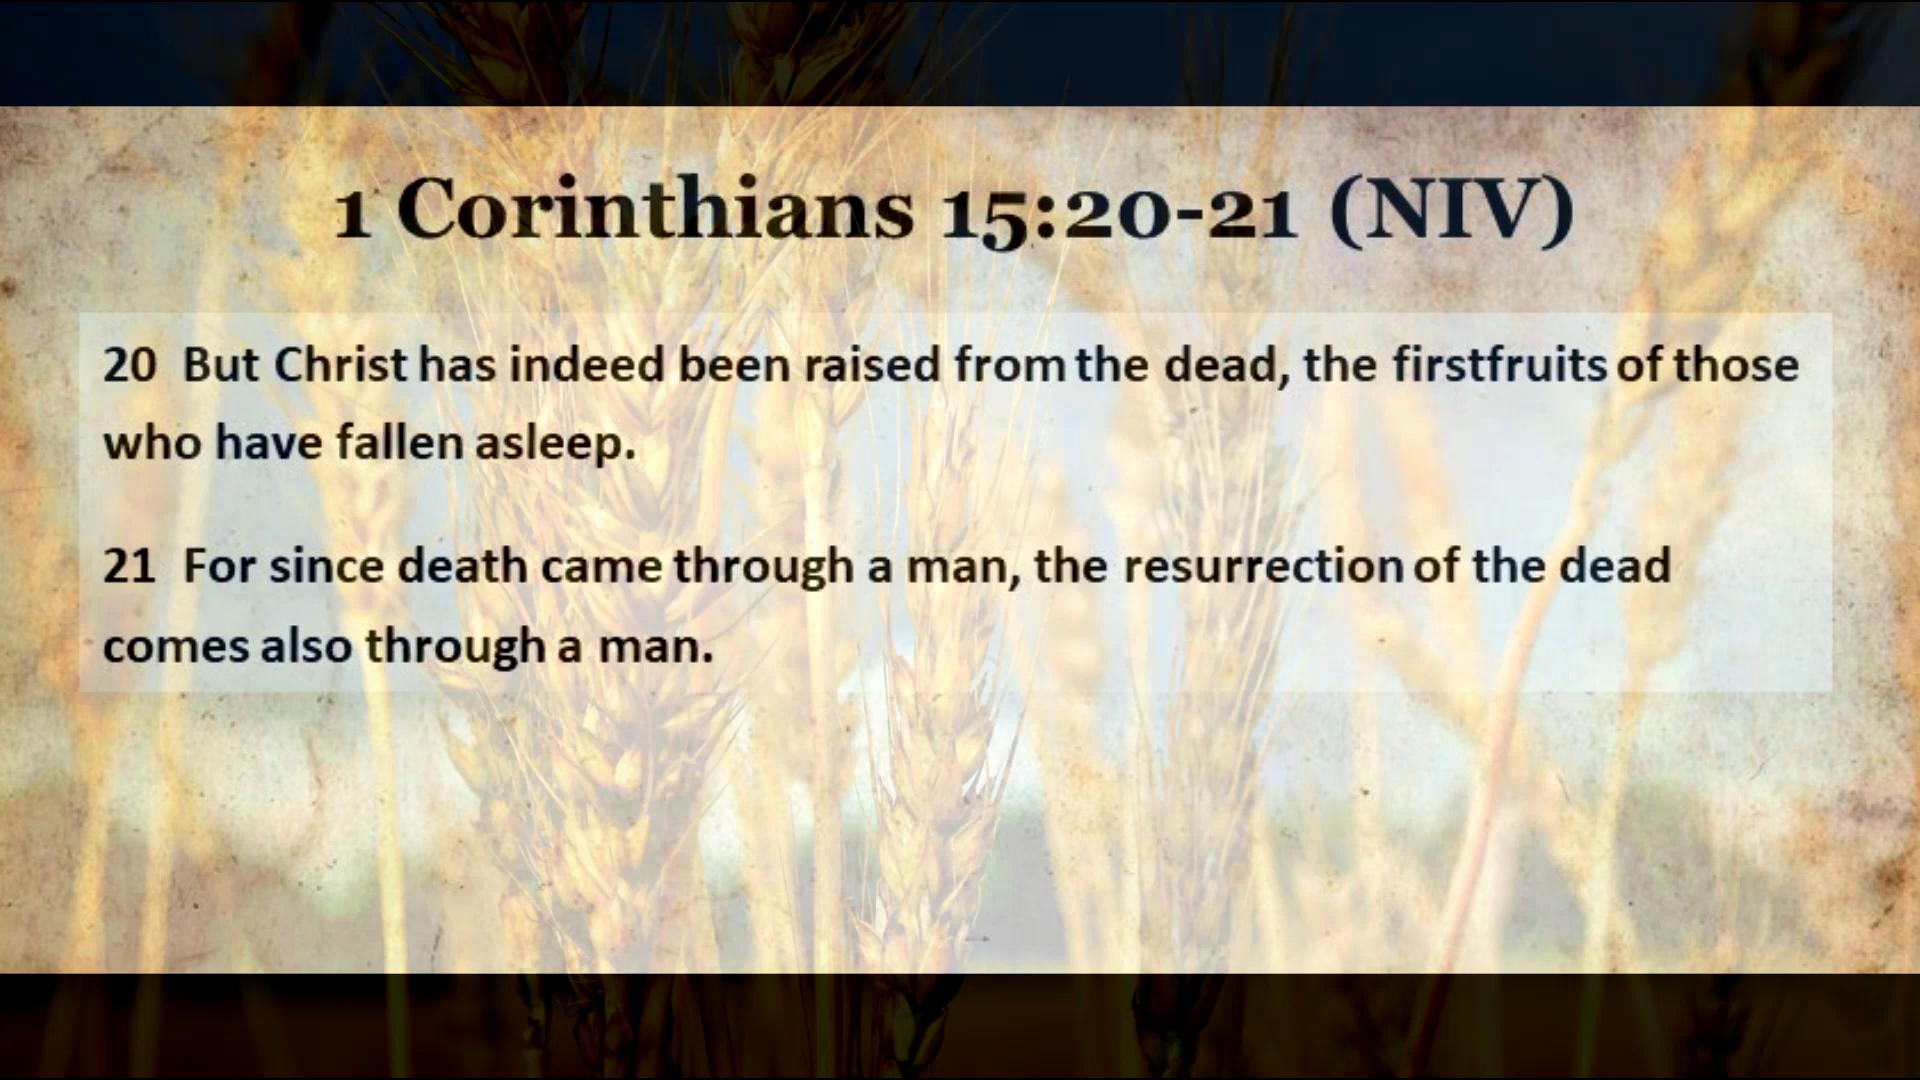 1 Corinthians 15:20-21 (NIV)
20 But Christ has indeed been raised from the dead, the firstfruits of those
who have fallen asleep.
21 For since death came through a man, the resurrection of the dead
comes also through a man.